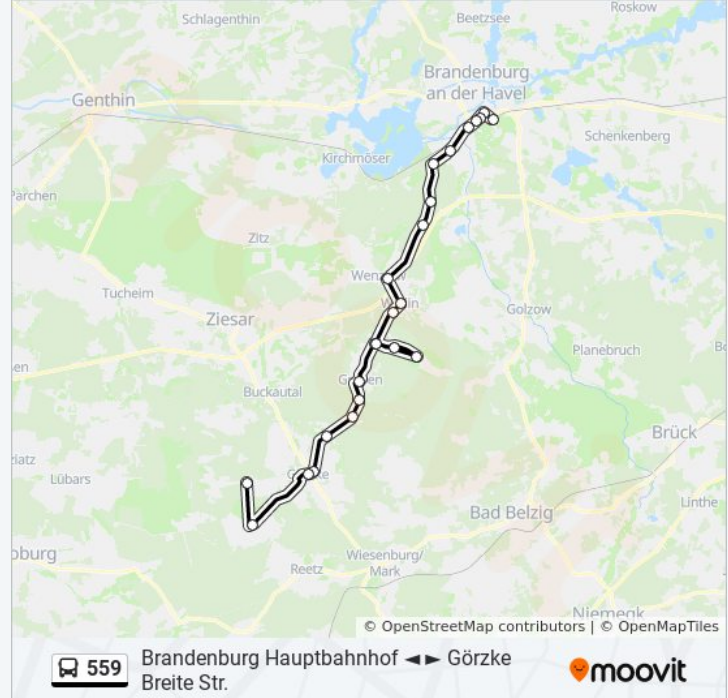 Schlagenthin
Beetzsee
Roskow
Brandenburg
an der Havel
Genthin
Schenkenberg
Kirchmöser
Parchen
Zitz
Tucheim
Golzow
Ziesar
Planebruch
Buckautal
Brück
Lübars
Linthe
Bad Belzig
Wiesenburg/
Mark
Reetz
Niemegk
© OpenStreetMap contributors | © OpenMapTiles
559
Brandenburg Hauptbahnhof ◄► Görzke
Breite Str.
moovit